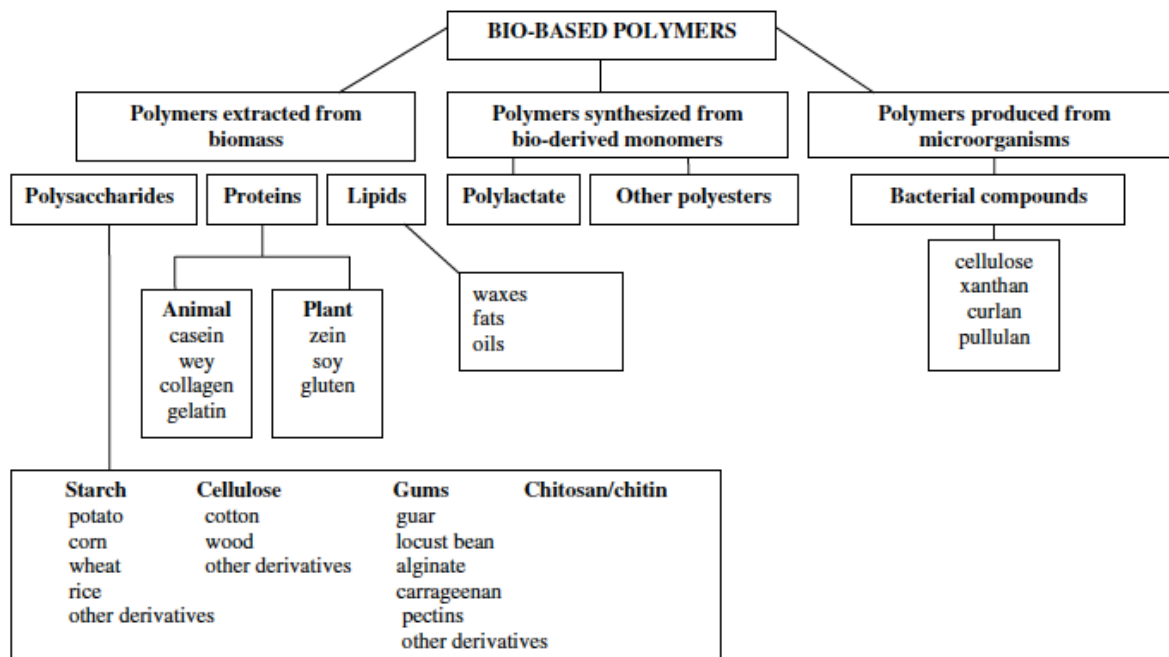 BIO-BASED POLYMERS
Polymers extracted from
biomass
Polymers synthesized from
bio-derived monomers
Polymers produced from
microorganisms
Polysaccharides
Proteins
Lipids
Polylactate
Other polyesters
Bacterial compounds
Animal
casein
wey
collagen
gelatin
Plant
zein
soy
gluten
waxes
fats
oils
cellulose
xanthan
curlan
pullulan
Starch
potato
corn
wheat
rice
other derivatives
Cellulose
cotton
wood
other derivatives
Gums
guar
locust bean
alginate
carrageenan
pectins
other derivatives
Chitosan/chitin